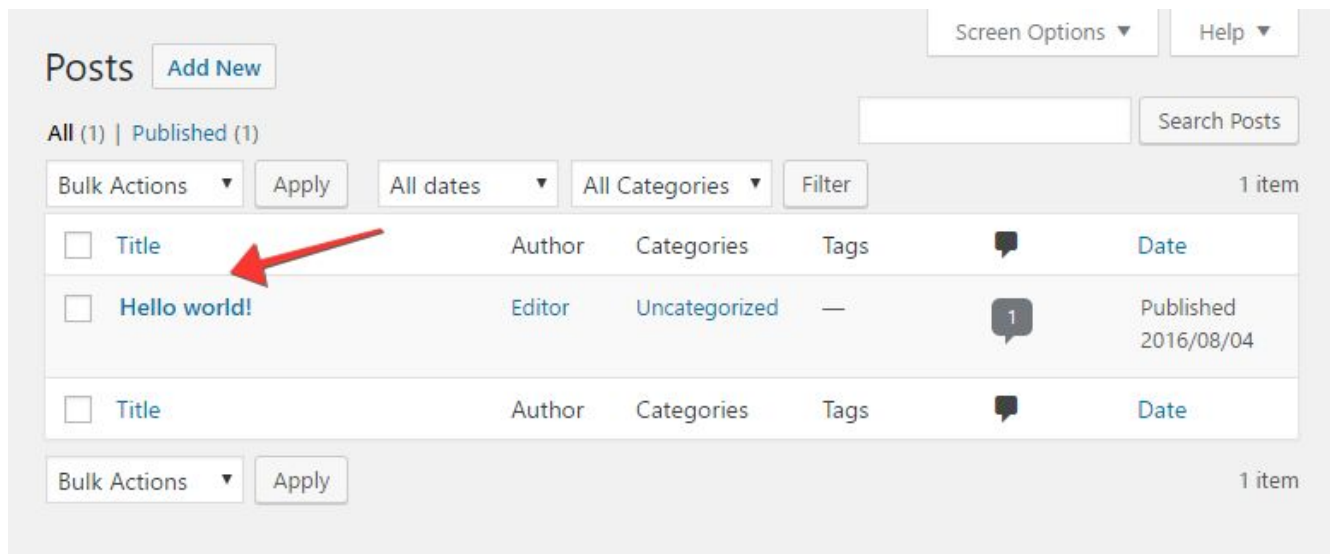 Screen Options ▼ Help ▼
Posts Add New
Search Posts
All (1) | Published (1)
Bulk Actions ▼ Apply All dates ▼ All Categories ▼ Filter 1 item
Title Author Categories Tags Date
Hello world! Editor Uncategorized — 1 Published
2016/08/04
Title Author Categories Tags Date
Bulk Actions ▼ Apply 1 item